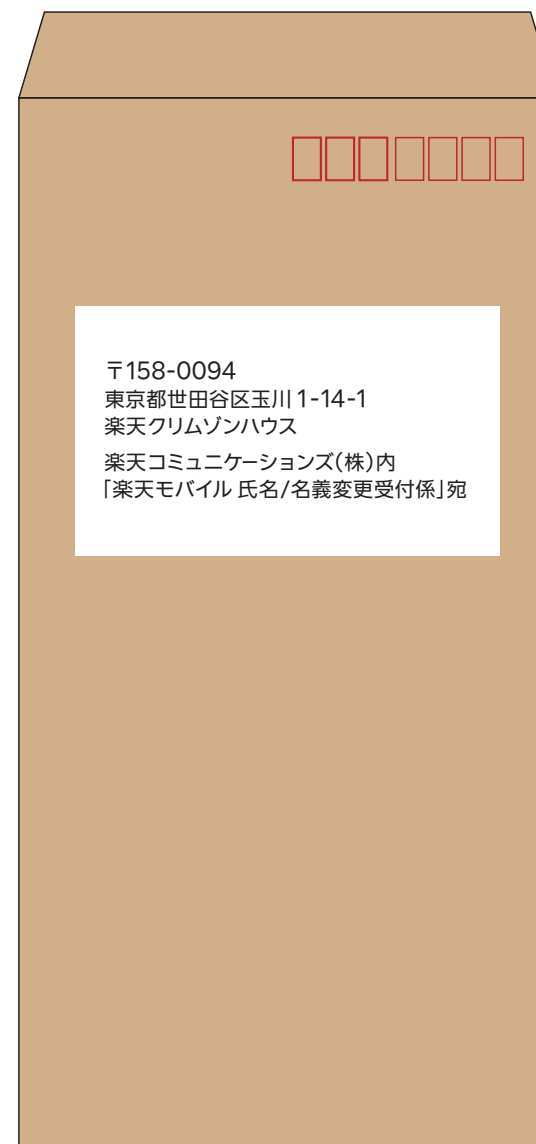 〒158-0094
東京都世田谷区玉川1-14-1
楽天クリムゾンハウス
楽天コミュニケーションズ(株)内
「楽天モバイル 氏名/名義変更受付係」宛